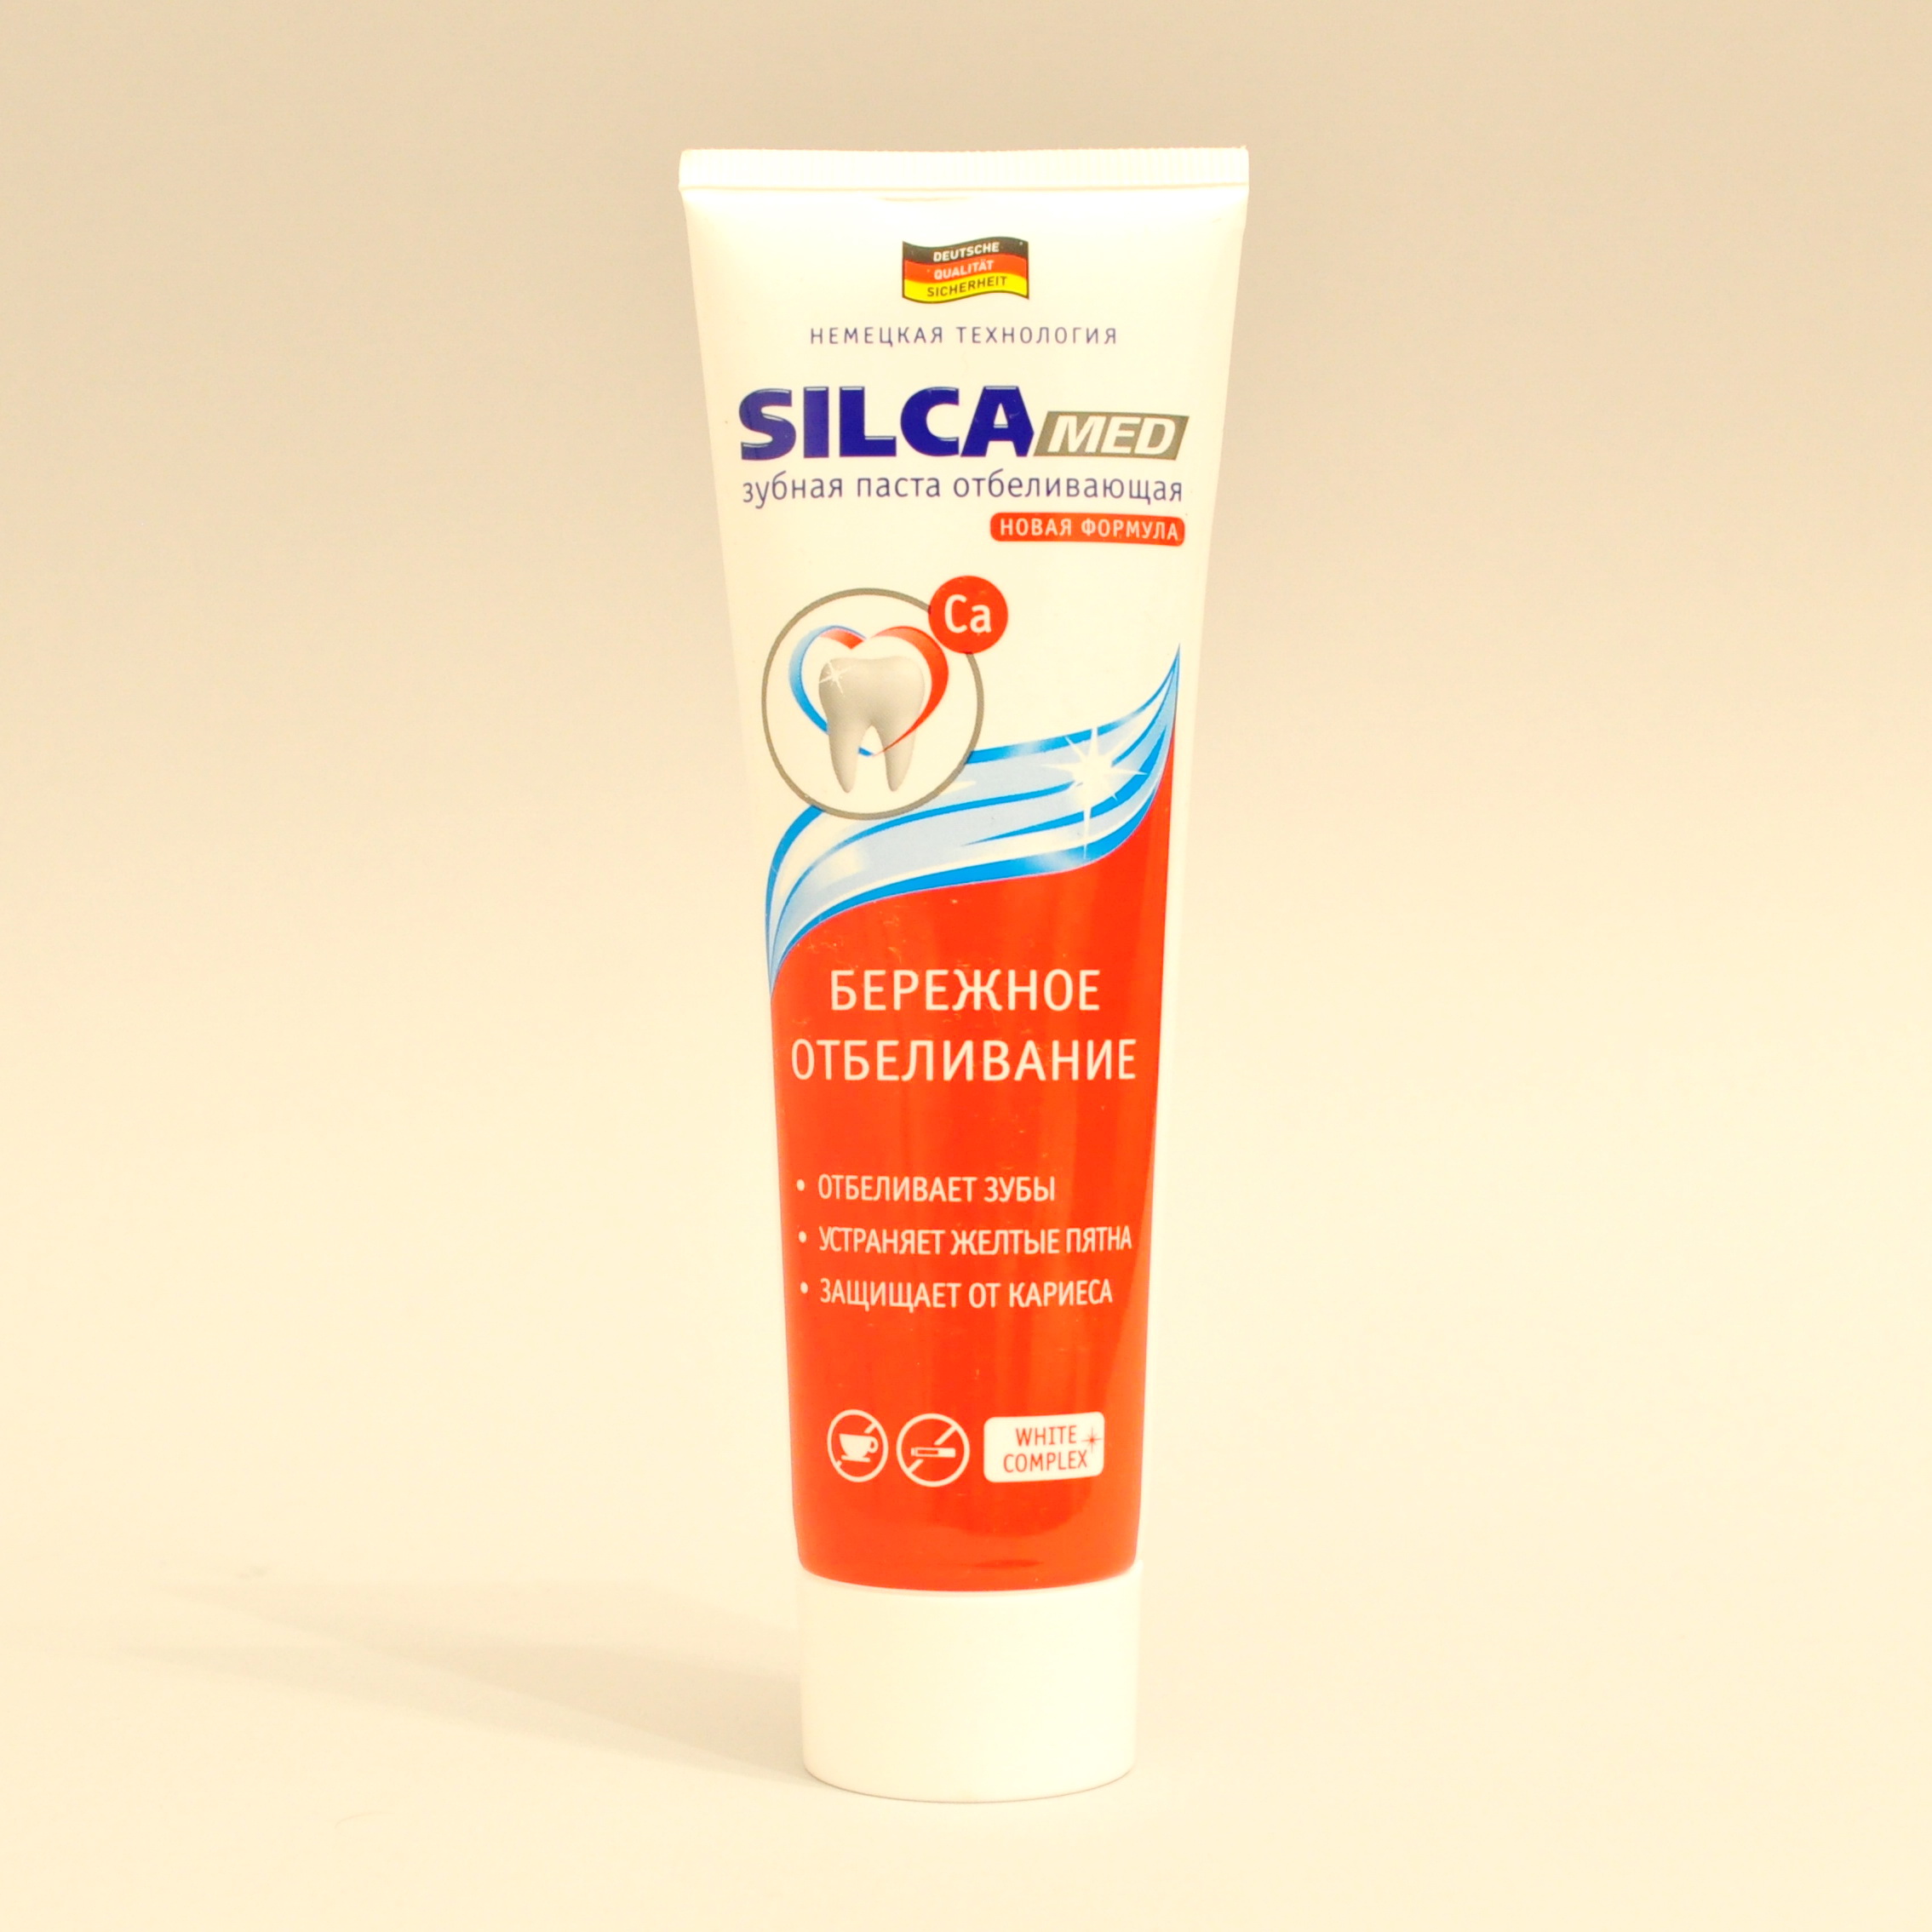 DEUTSCHE
QUALITÄT
SICHERHEIT
НЕМЕЦКАЯ ТЕХНОЛОГИЯ
SILCA MED
зубная паста отбеливающая
НОВАЯ ФОРМУЛА
Ca
БЕРЕЖНОЕ
ОТБЕЛИВАНИЕ
• ОТБЕЛИВАЕТ ЗУБЫ
• УСТРАНЯЕТ ЖЕЛТЫЕ ПЯТНА
• ЗАЩИЩАЕТ ОТ КАРИЕСА
WHITE
COMPLEX